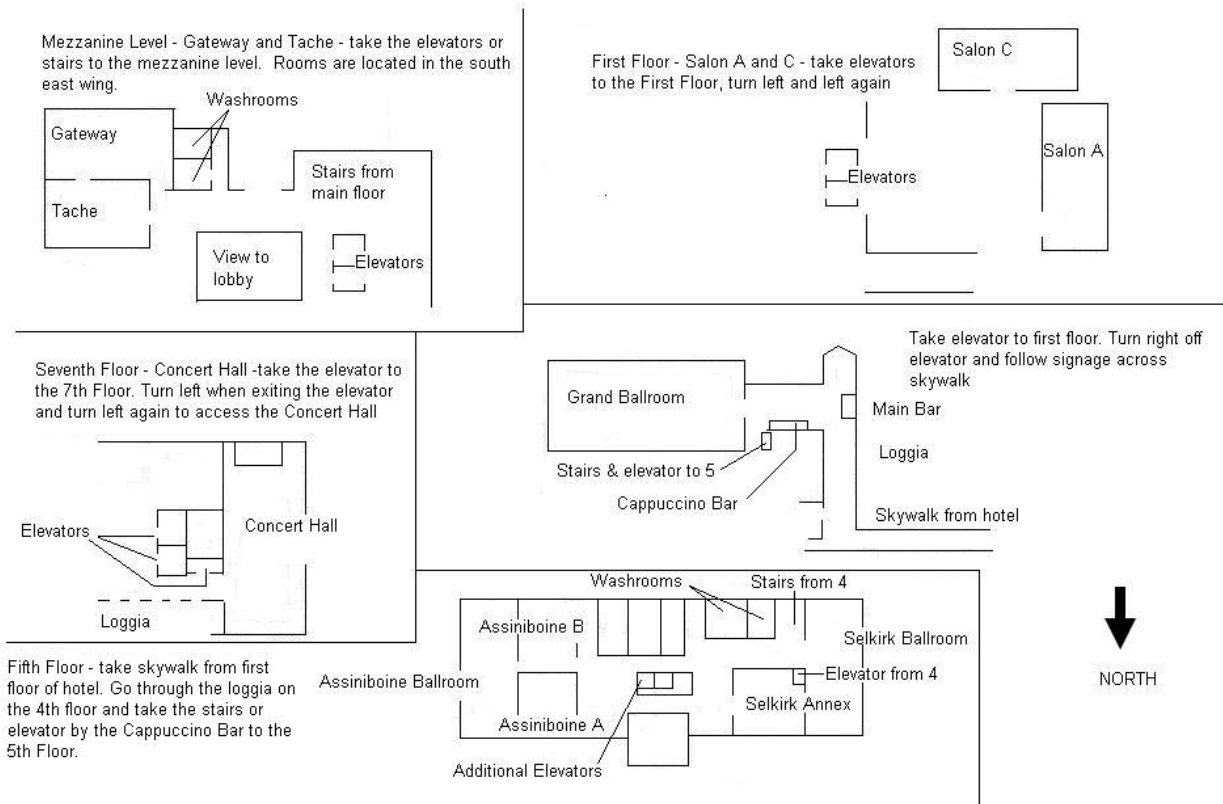 Mezzanine Level - Gateway and Tache - take the elevators or
stairs to the mezzanine level.  Rooms are located in the south
east wing.
Washrooms
Gateway
Stairs from
main floor
Tache
View to
lobby
Elevators
First Floor - Salon A and C - take elevators
to the First Floor, turn left and left again
Salon C
Salon A
Elevators
Seventh Floor - Concert Hall -take the elevator to
the 7th Floor. Turn left when exiting the elevator
and turn left again to access the Concert Hall
Elevators
Concert Hall
Loggia
Take elevator to first floor. Turn right off
elevator and follow signage across
skywalk
Grand Ballroom
Main Bar
Loggia
Stairs & elevator to 5
Cappuccino Bar
Skywalk from hotel
Fifth Floor - take skywalk from first
floor of hotel. Go through the loggia on
the 4th floor and take the stairs or
elevator by the Cappuccino Bar to the
5th Floor.
Washrooms
Stairs from 4
Assiniboine B
Selkirk Ballroom
Assiniboine Ballroom
Elevator from 4
Selkirk Annex
Assiniboine A
Additional Elevators
NORTH